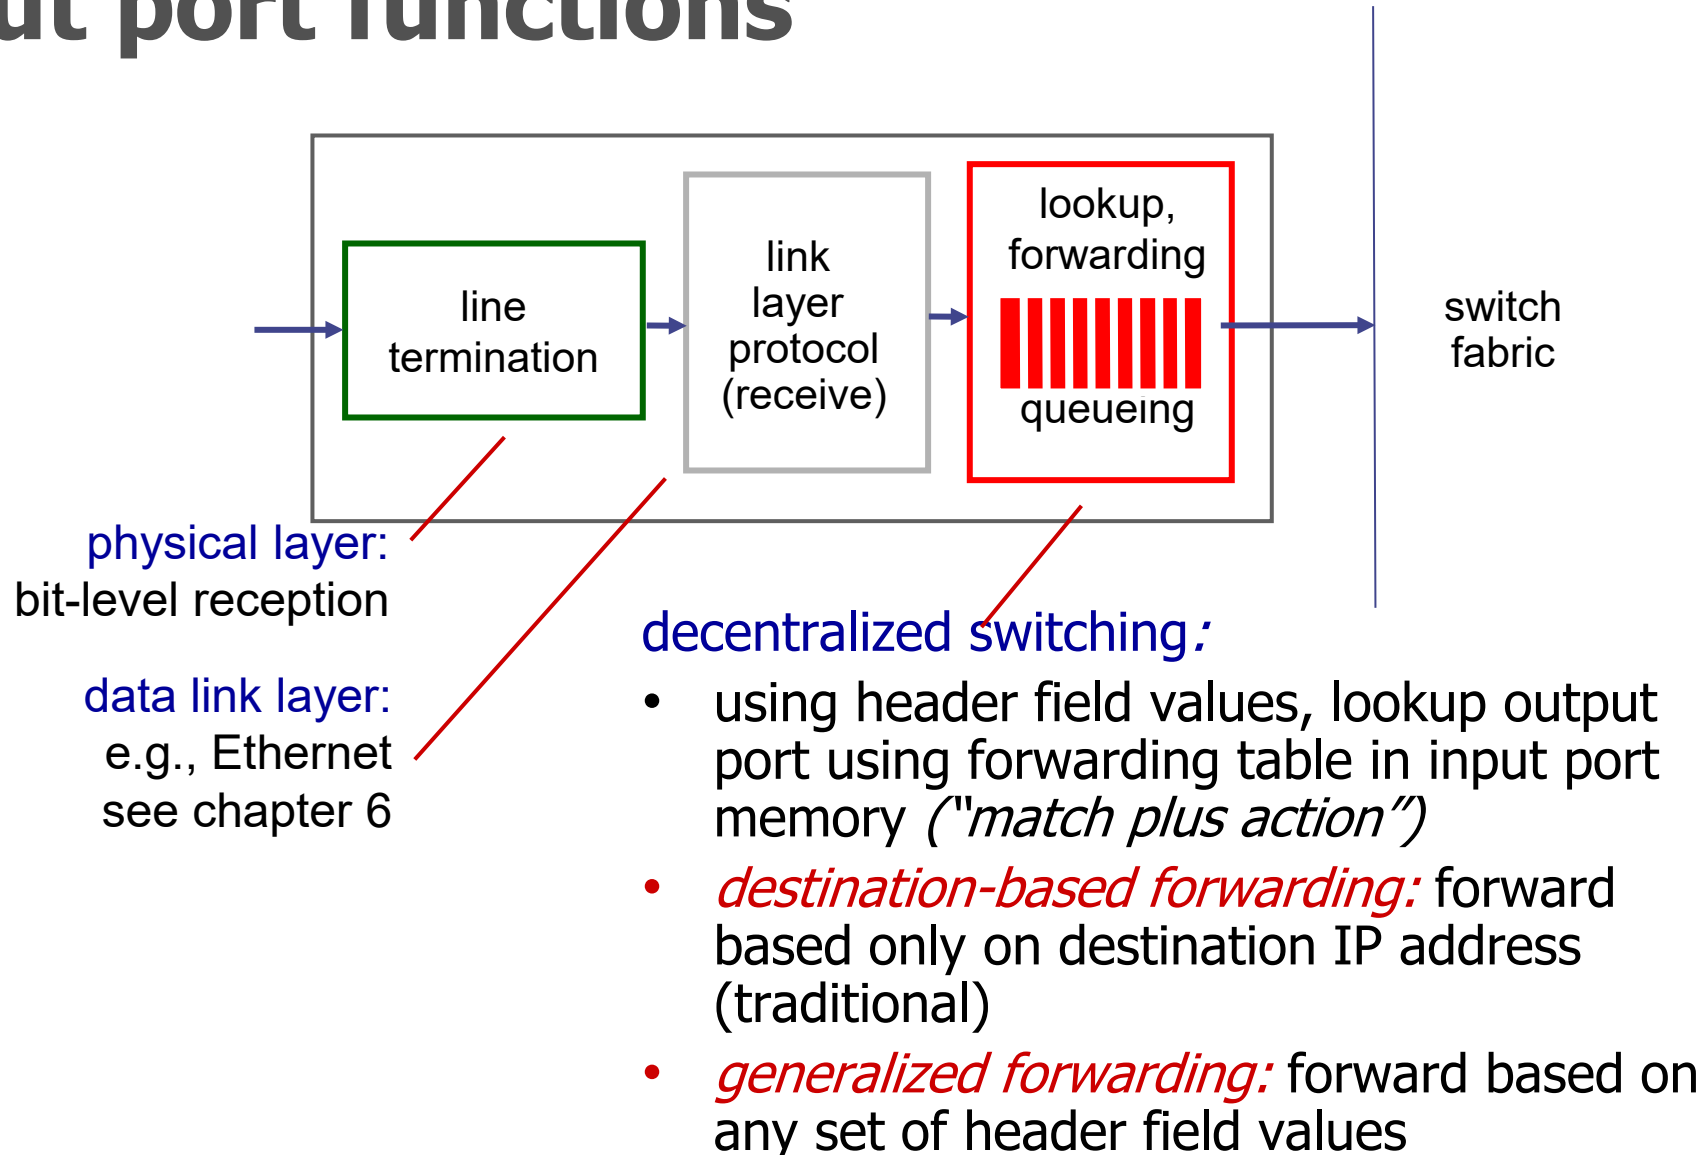 ut port functions
line
termination
link
layer
protocol
(receive)
lookup,
forwarding
queueing
switch
fabric
physical layer:
bit-level reception
data link layer:
e.g., Ethernet
see chapter 6
decentralized switching:
• using header field values, lookup output
port using forwarding table in input port
memory (“match plus action”)
• destination-based forwarding: forward
based only on destination IP address
(traditional)
• generalized forwarding: forward based on
any set of header field values